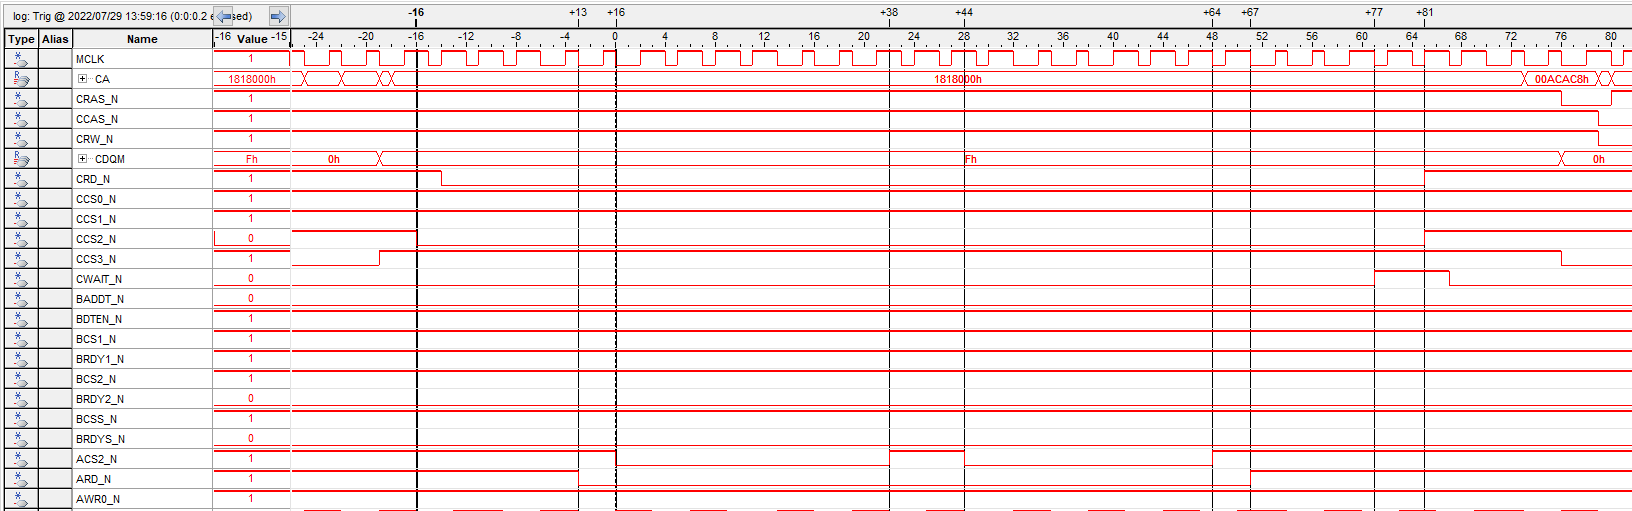 log: Trig @ 2022/07/29 13:59:16 (0:0:0.2 e sed) -16 +13 +16 +38 +44 +64 +67 +77 +81
Type Alias Name -16 Value -15 -24 -20 -16 -12 -8 -4 0 4 8 12 16 20 24 28 32 36 40 44 48 52 56 60 64 68 72 76 80
MCLK 1
CA 1818000h 1818000h 00ACAC8h
CRAS_N 1
CCAS_N 1
CRW_N 1
CDQM Fh 0h Fh 0h
CRD_N 1
CCS0_N 1
CCS1_N 1
CCS2_N 0
CCS3_N 1
CWAIT_N 0
BADDT_N 0
BDTEN_N 1
BCS1_N 1
BRDY1_N 1
BCS2_N 1
BRDY2_N 0
BCSS_N 1
BRDYS_N 0
ACS2_N 1
ARD_N 1
AWR0_N 1